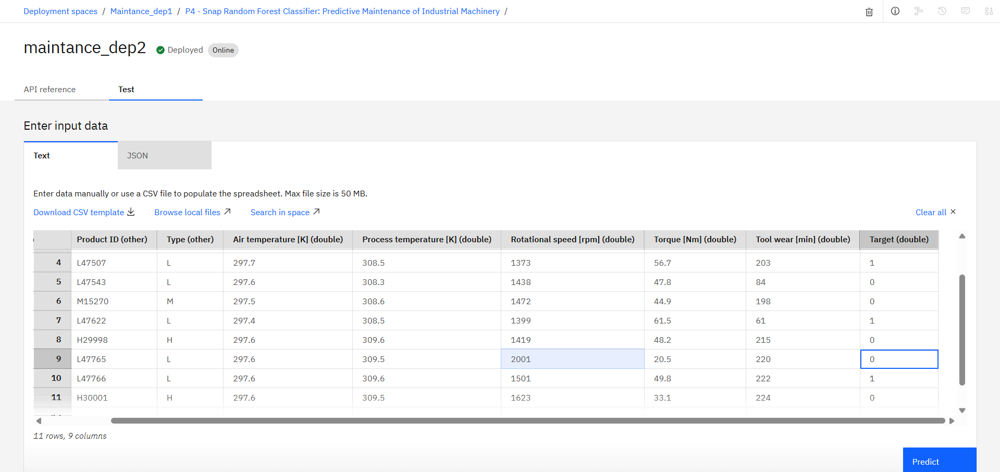 Deployment spaces / Maintance_dep1 / P4 - Snap Random Forest Classifier: Predictive Maintenance of Industrial Machinery /
maintance_dep2 Deployed Online
API reference Test
Enter input data
Text JSON
Enter data manually or use a CSV file to populate the spreadsheet. Max file size is 50 MB.
Download CSV template Browse local files Search in space Clear all
Product ID (other) Type (other) Air temperature [K] (double) Process temperature [K] (double) Rotational speed [rpm] (double) Torque [Nm] (double) Tool wear [min] (double) Target (double)
4 L47507 L 297.7 308.5 1373 56.7 203 1
5 L47543 L 297.6 308.3 1438 47.8 84 0
6 M15270 M 297.5 308.6 1472 44.9 198 0
7 L47622 L 297.4 308.5 1399 61.5 61 1
8 H29998 H 297.6 309.6 1419 48.2 215 0
9 L47765 L 297.6 309.5 2001 20.5 220 0
10 L47766 L 297.6 309.6 1501 49.8 222 1
11 H30001 H 297.6 309.5 1623 33.1 224 0
11 rows, 9 columns
Predict